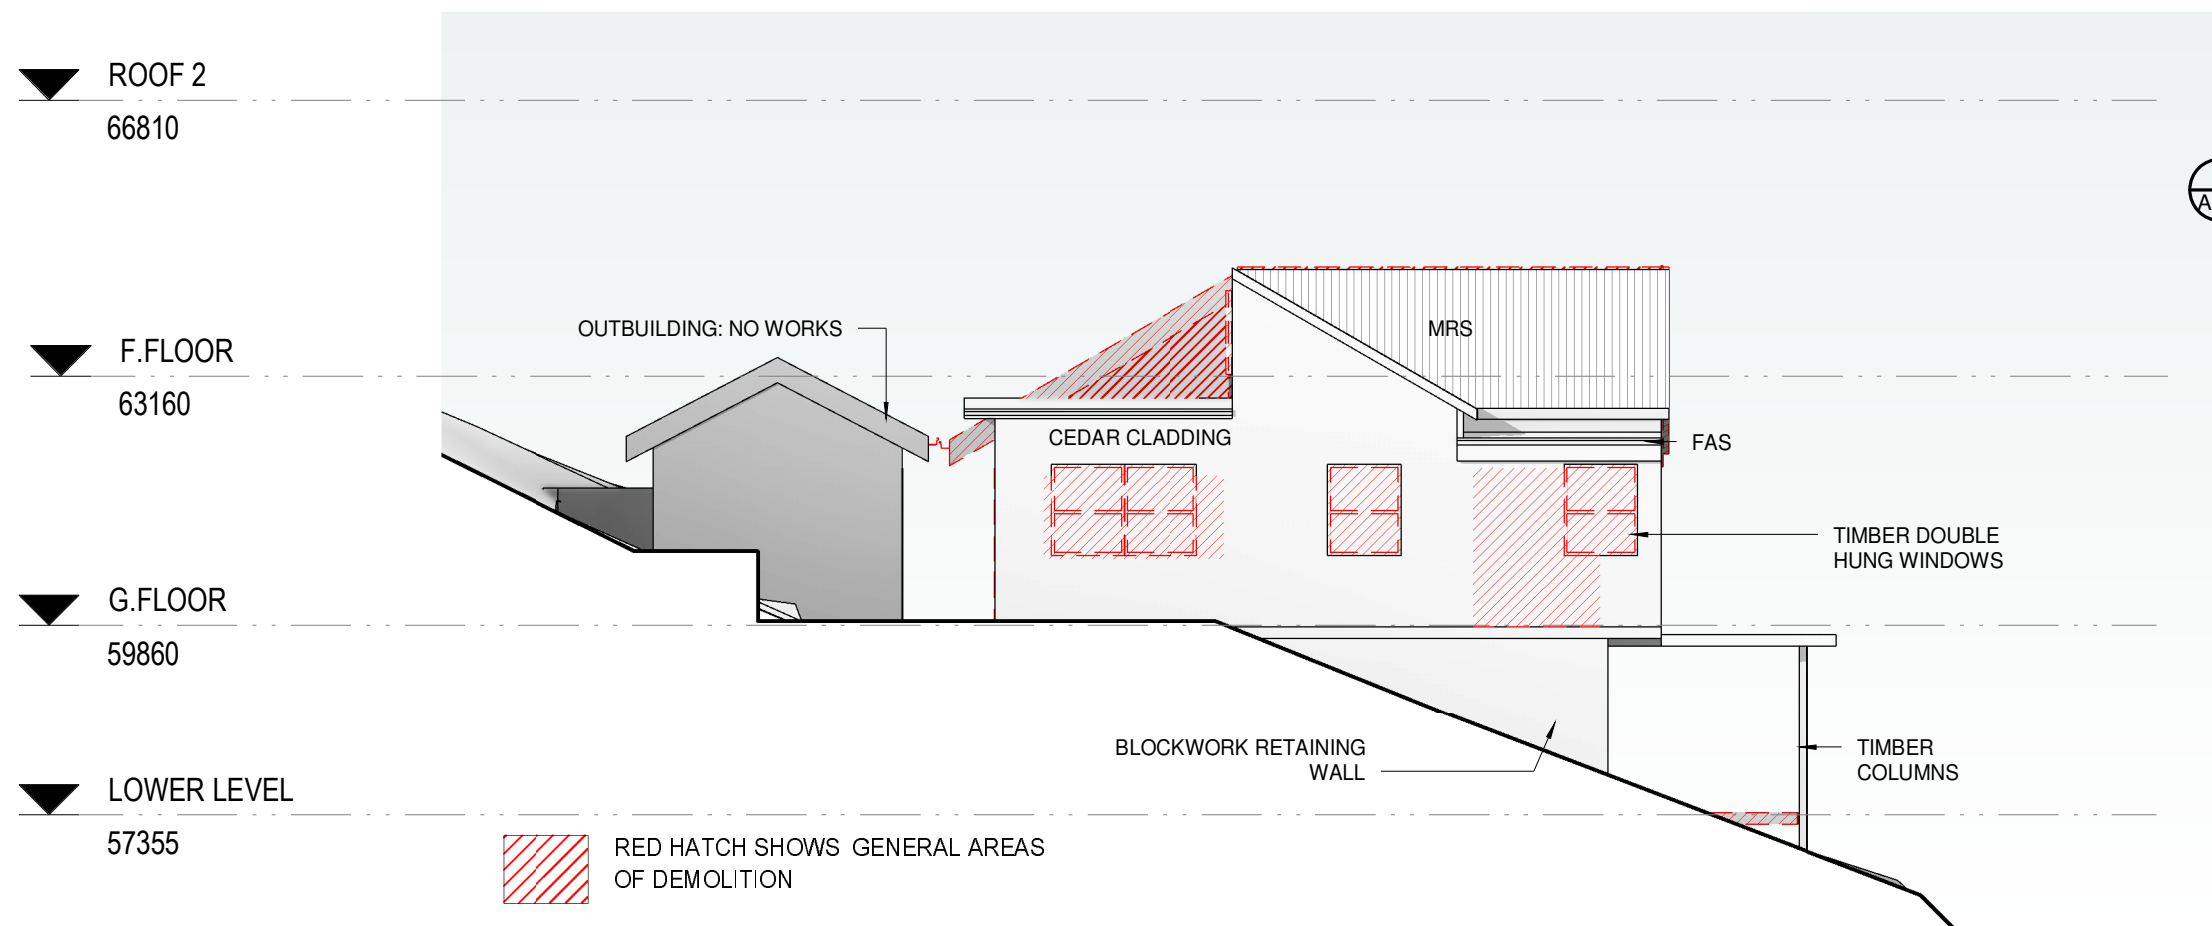 ROOF 2
66810
A
OUTBUILDING: NO WORKS
MRS
F.FLOOR
63160
CEDAR CLADDING
FAS
TIMBER DOUBLE
HUNG WINDOWS
G.FLOOR
59860
BLOCKWORK RETAINING
WALL
TIMBER
COLUMNS
LOWER LEVEL
57355
RED HATCH SHOWS GENERAL AREAS
OF DEMOLITION